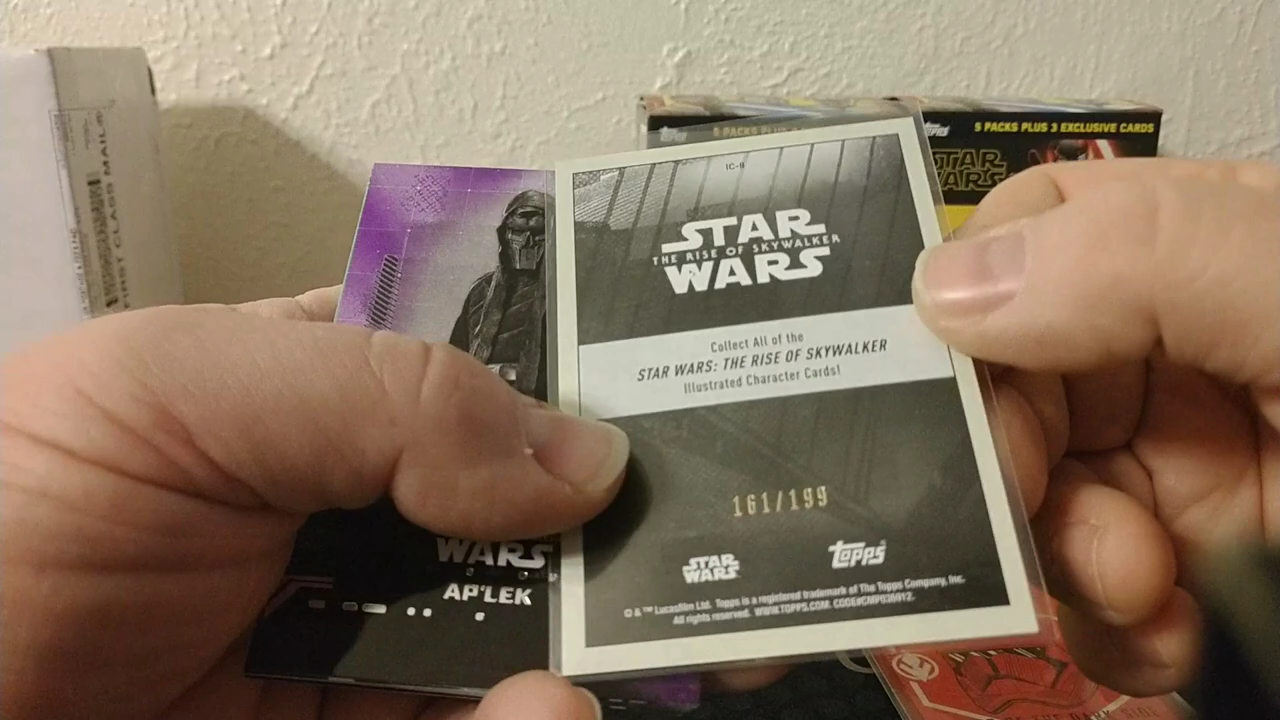 FIRST CLASS MAIL®
5 PACKS PLUS
5 PACKS PLUS 3 EXCLUSIVE CARDS
STAR
WARS
IC-8
STAR
THE RISE OF SKYWALKER
WARS
Collect All of the
STAR WARS: THE RISE OF SKYWALKER
Illustrated Character Cards!
161/199
STAR
WARS
Topps
© & ™ Lucasfilm Ltd. Topps is a registered trademark of The Topps Company, Inc.
All rights reserved. WWW.TOPPS.COM. CODE#CMP036912.
WARS
AP'LEK